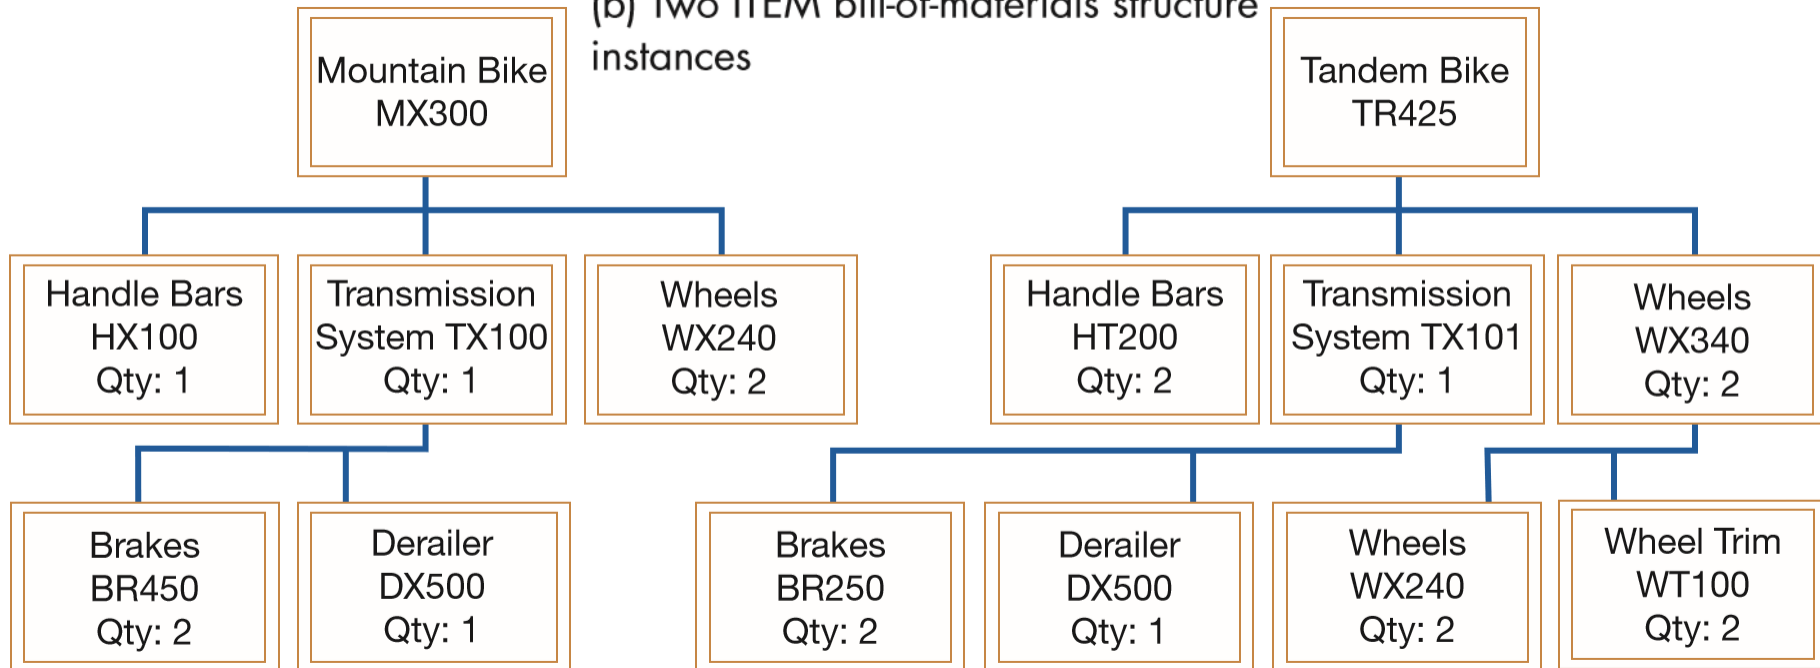 (b) Two ITEM bill-of-materials structure
instances
Mountain Bike
MX300
Tandem Bike
TR425
Handle Bars
HX100
Qty: 1
Transmission
System TX100
Qty: 1
Wheels
WX240
Qty: 2
Handle Bars
HT200
Qty: 2
Transmission
System TX101
Qty: 1
Wheels
WX340
Qty: 2
Brakes
BR450
Qty: 2
Derailer
DX500
Qty: 1
Brakes
BR250
Qty: 2
Derailer
DX500
Qty: 1
Wheels
WX240
Qty: 2
Wheel Trim
WT100
Qty: 2